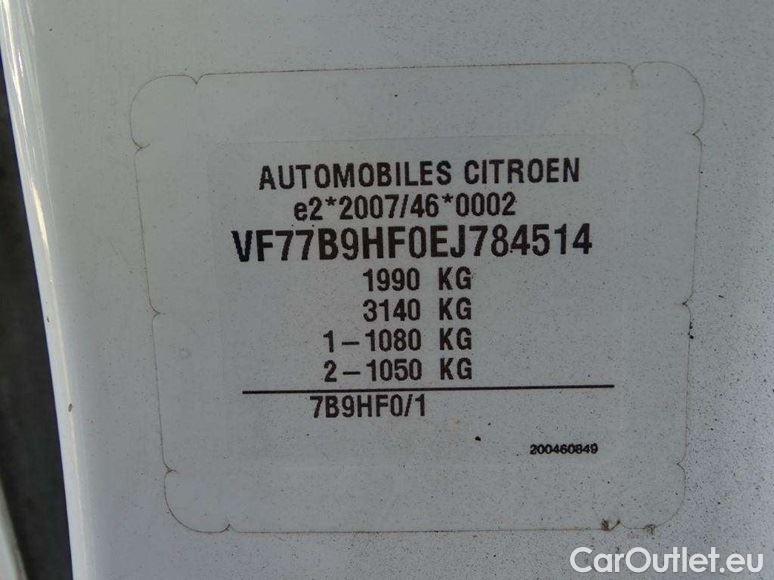 AUTOMOBILES CITROEN
e2*2007/46*0002
VF77B9HF0EJ784514
1990 KG
3140 KG
1-1080 KG
2-1050 KG
7B9HF0/1
200460849
CarOutlet.eu